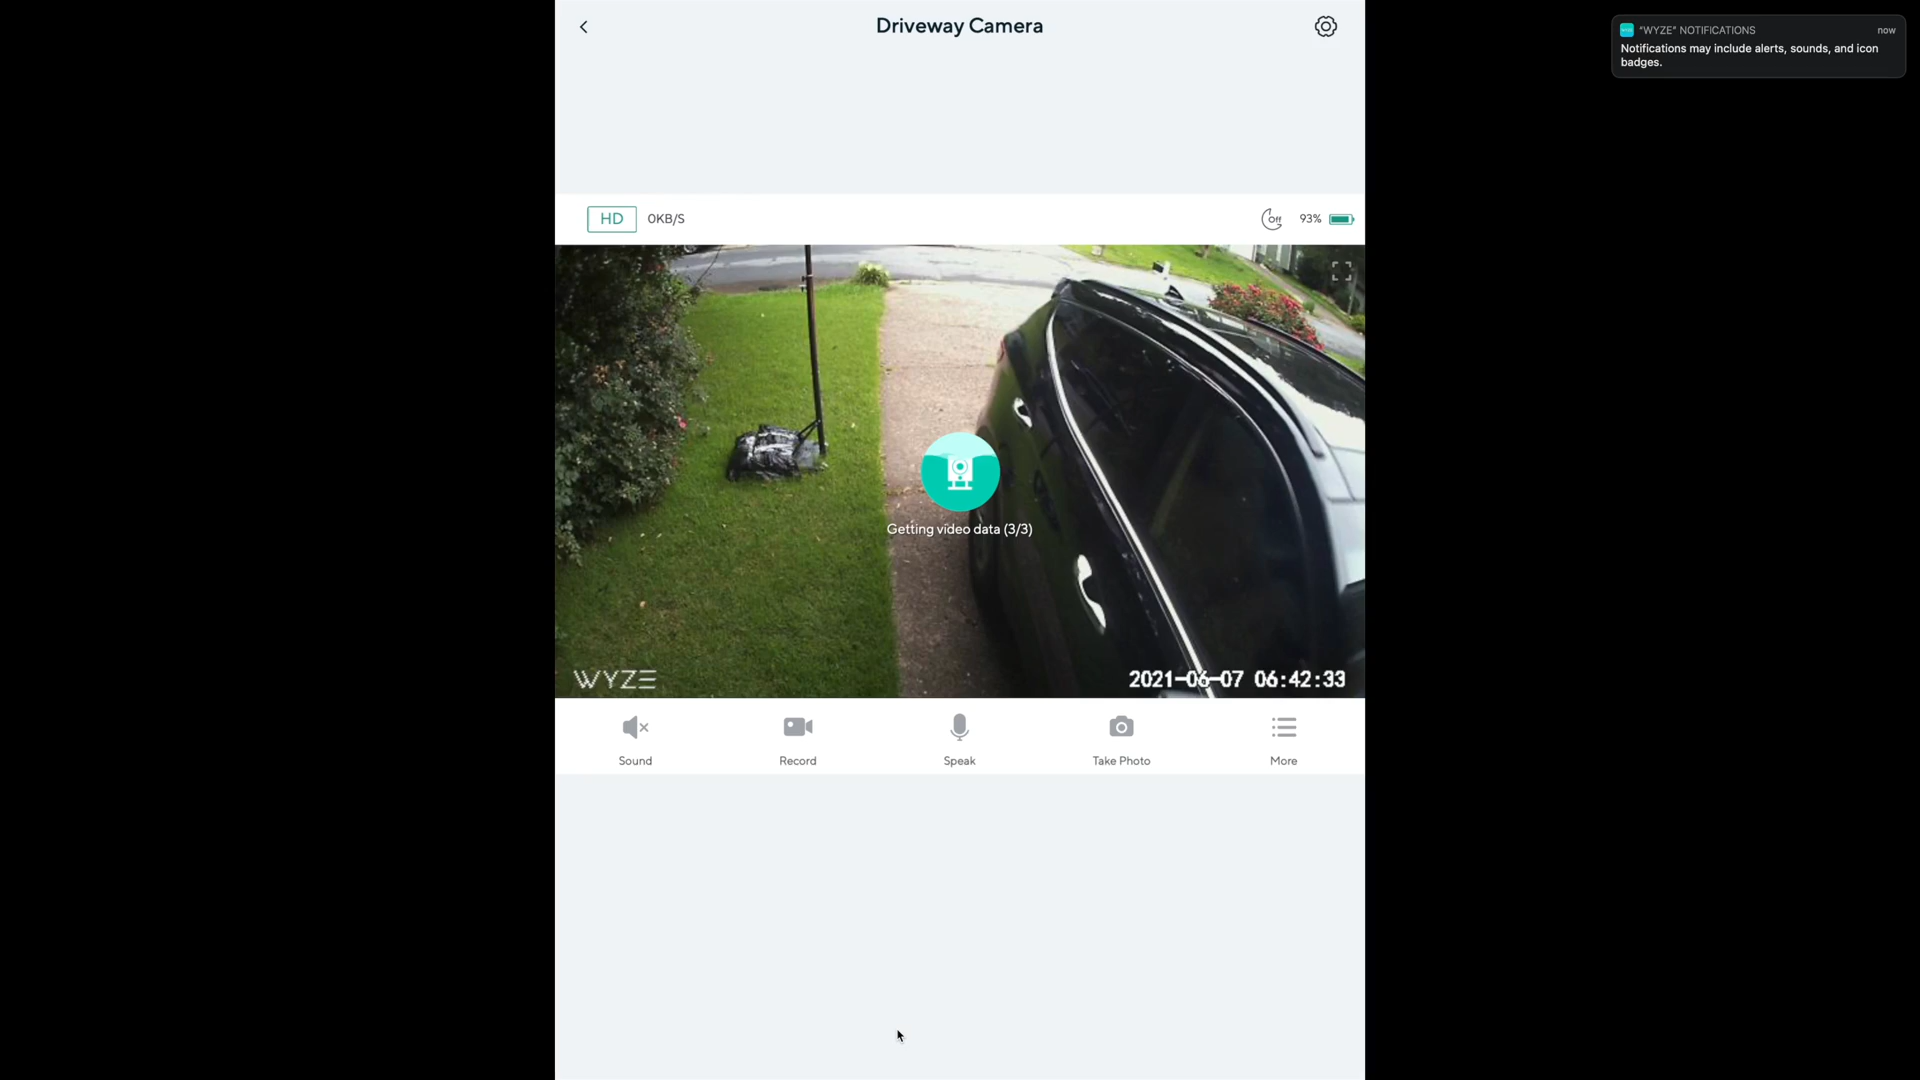 Driveway Camera
"WYZE" NOTIFICATIONS now
Notifications may include alerts, sounds, and icon
badges.
HD 0KB/S Off 93%
Getting video data (3/3)
WYZE 2021-06-07 06:42:33
Sound Record Speak Take Photo More